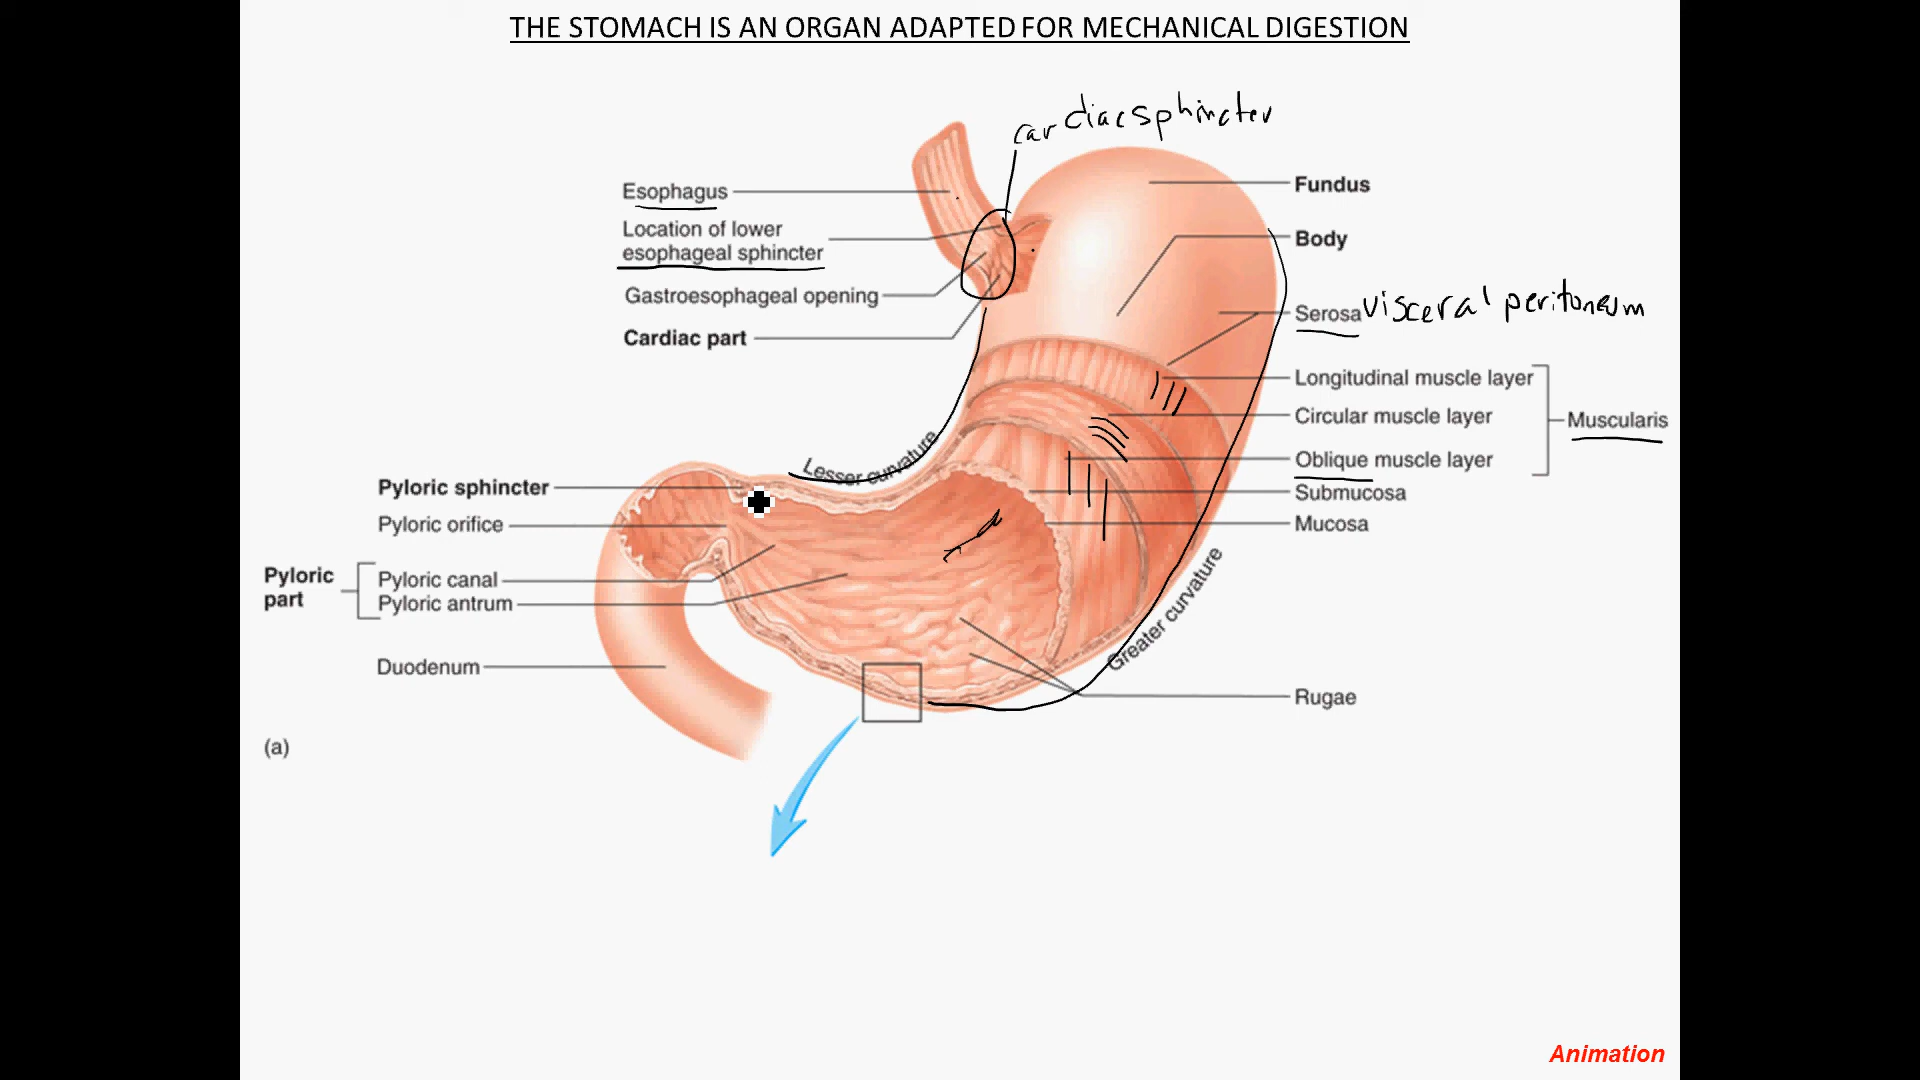 THE STOMACH IS AN ORGAN ADAPTED FOR MECHANICAL DIGESTION
cardiac sphincter
Esophagus
Location of lower
esophageal sphincter
Gastroesophageal opening
Cardiac part
Fundus
Body
Serosa visceral peritoneum
Longitudinal muscle layer
Circular muscle layer
Muscularis
Oblique muscle layer
Submucosa
Mucosa
Lesser curvature
Pyloric sphincter
Pyloric orifice
Pyloric
part
Pyloric canal
Pyloric antrum
Duodenum
Greater curvature
Rugae
(a)
Animation